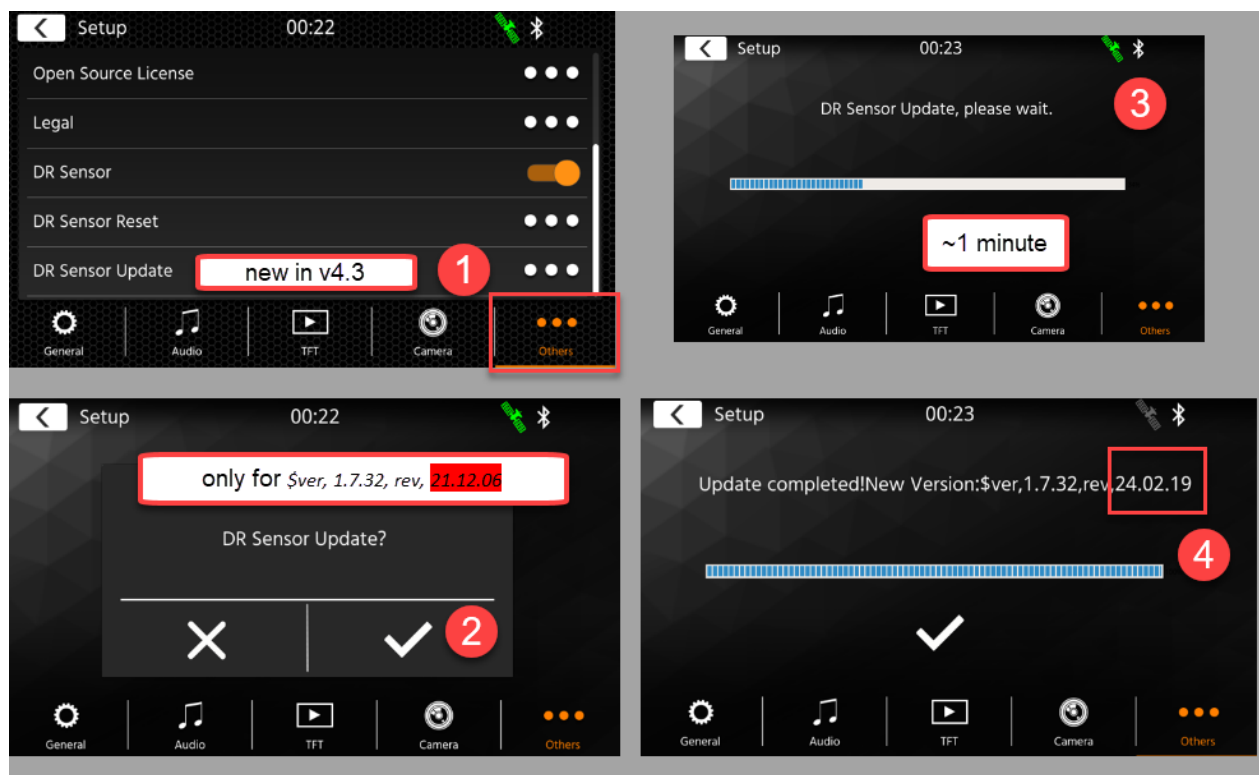 Setup 00:22
Open Source License
Legal
DR Sensor
DR Sensor Reset
DR Sensor Update new in v4.3 1
General Audio TFT Camera Others
Setup 00:22
only for $ver, 1.7.32, rev, 21.12.06
DR Sensor Update?
2
General Audio TFT Camera Others
Setup 00:23
DR Sensor Update, please wait. 3
~1 minute
General Audio TFT Camera Others
Setup 00:23
Update completed!New Version:$ver,1.7.32,rev,24.02.19
4
General Audio TFT Camera Others